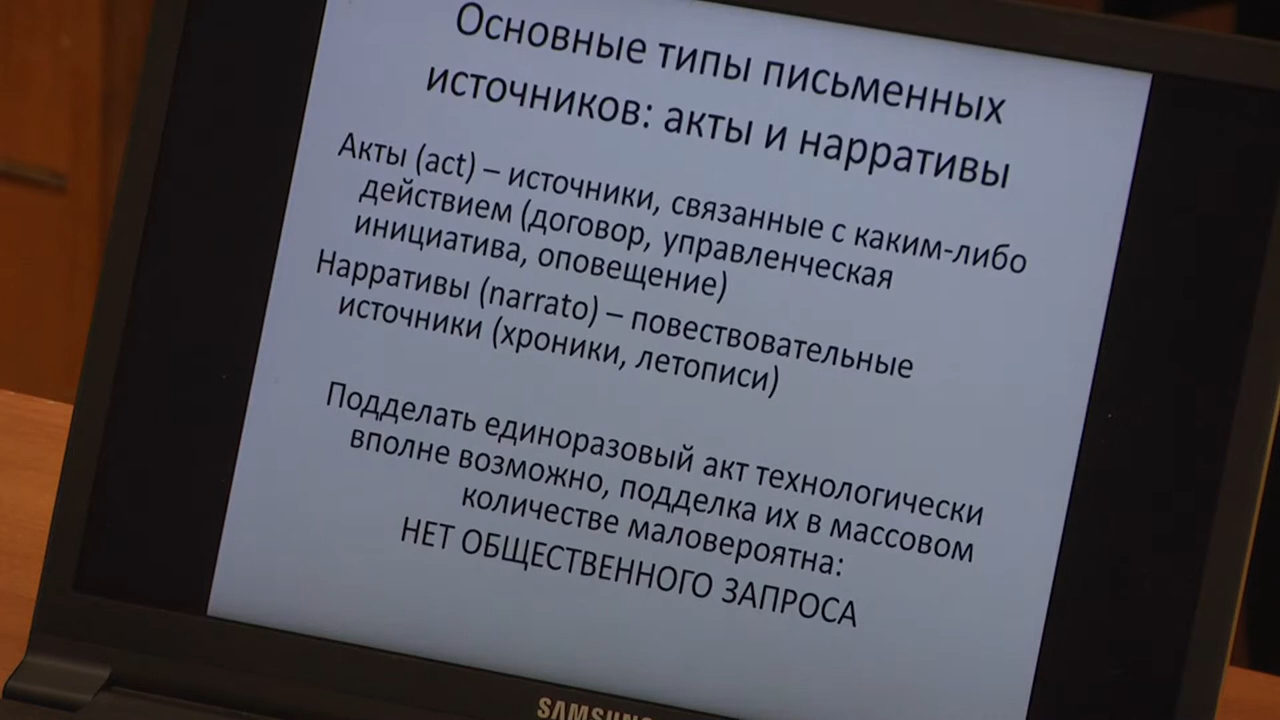 Основные типы письменных
источников: акты и нарративы
Акты (act) – источники, связанные с каким-либо
действием (договор, управленческая
инициатива, оповещение)
Нарративы (narrato) – повествовательные
источники (хроники, летописи)
Подделать единоразовый акт технологически
вполне возможно, подделка их в массовом
количестве маловероятна:
НЕТ ОБЩЕСТВЕННОГО ЗАПРОСА
SAMSUNG